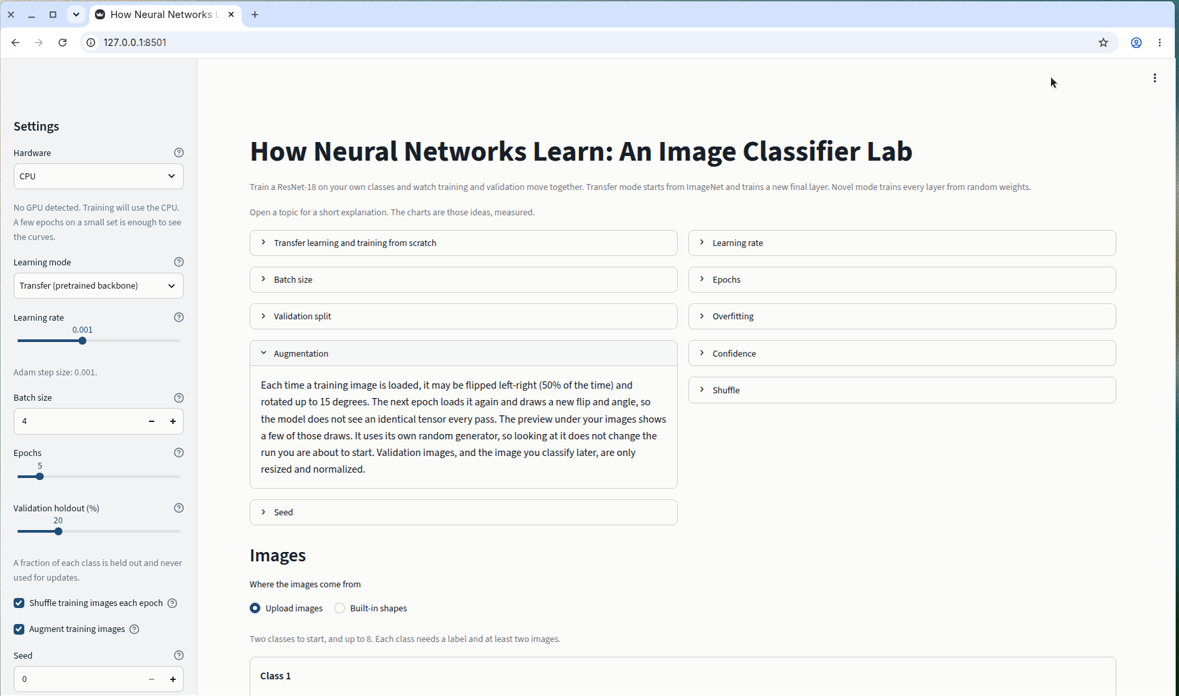 How Neural Networks L
127.0.0.1:8501
Settings
Hardware
CPU
No GPU detected. Training will use the CPU.
A few epochs on a small set is enough to see
the curves.
Learning mode
Transfer (pretrained backbone)
Learning rate
0.001
Adam step size: 0.001.
Batch size
4
Epochs
5
Validation holdout (%)
20
A fraction of each class is held out and never
used for updates.
Shuffle training images each epoch
Augment training images
Seed
0
How Neural Networks Learn: An Image Classifier Lab
Train a ResNet-18 on your own classes and watch training and validation move together. Transfer mode starts from ImageNet and trains a new final layer. Novel mode trains every layer from random weights.
Open a topic for a short explanation. The charts are those ideas, measured.
Transfer learning and training from scratch
Learning rate
Batch size
Epochs
Validation split
Overfitting
Augmentation
Each time a training image is loaded, it may be flipped left-right (50% of the time) and
rotated up to 15 degrees. The next epoch loads it again and draws a new flip and angle, so
the model does not see an identical tensor every pass. The preview under your images shows
a few of those draws. It uses its own random generator, so looking at it does not change the
run you are about to start. Validation images, and the image you classify later, are only
resized and normalized.
Confidence
Shuffle
Seed
Images
Where the images come from
Upload images
Built-in shapes
Two classes to start, and up to 8. Each class needs a label and at least two images.
Class 1